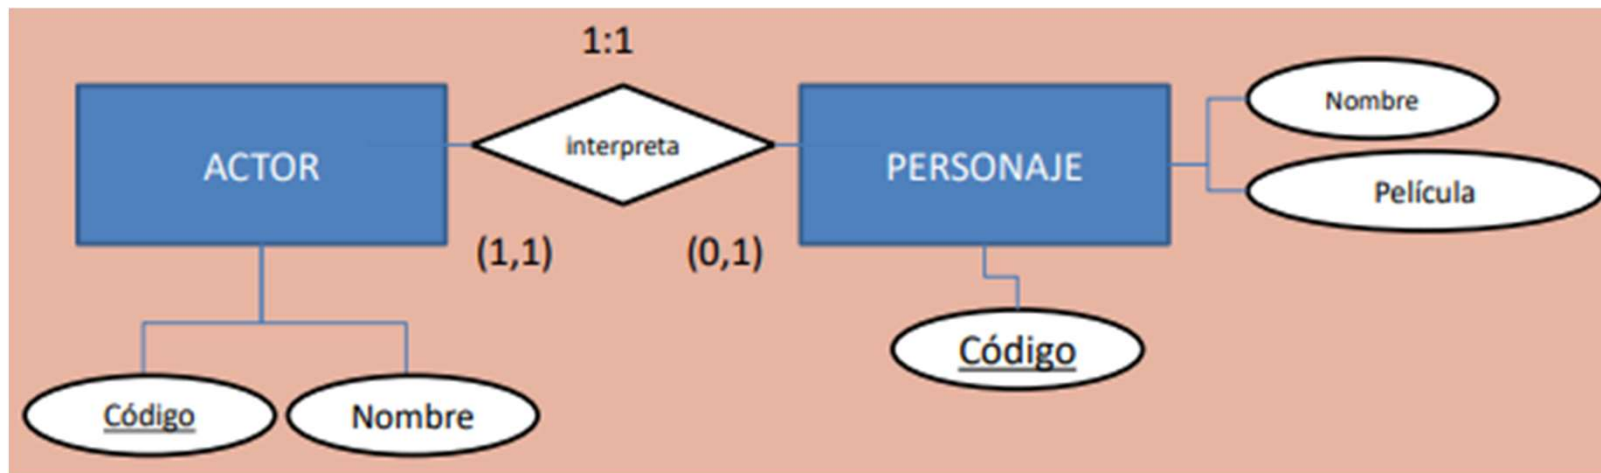 1:1
ACTOR
interpreta
PERSONAJE
Nombre
Película
(1,1)
(0,1)
Código
Nombre
Código